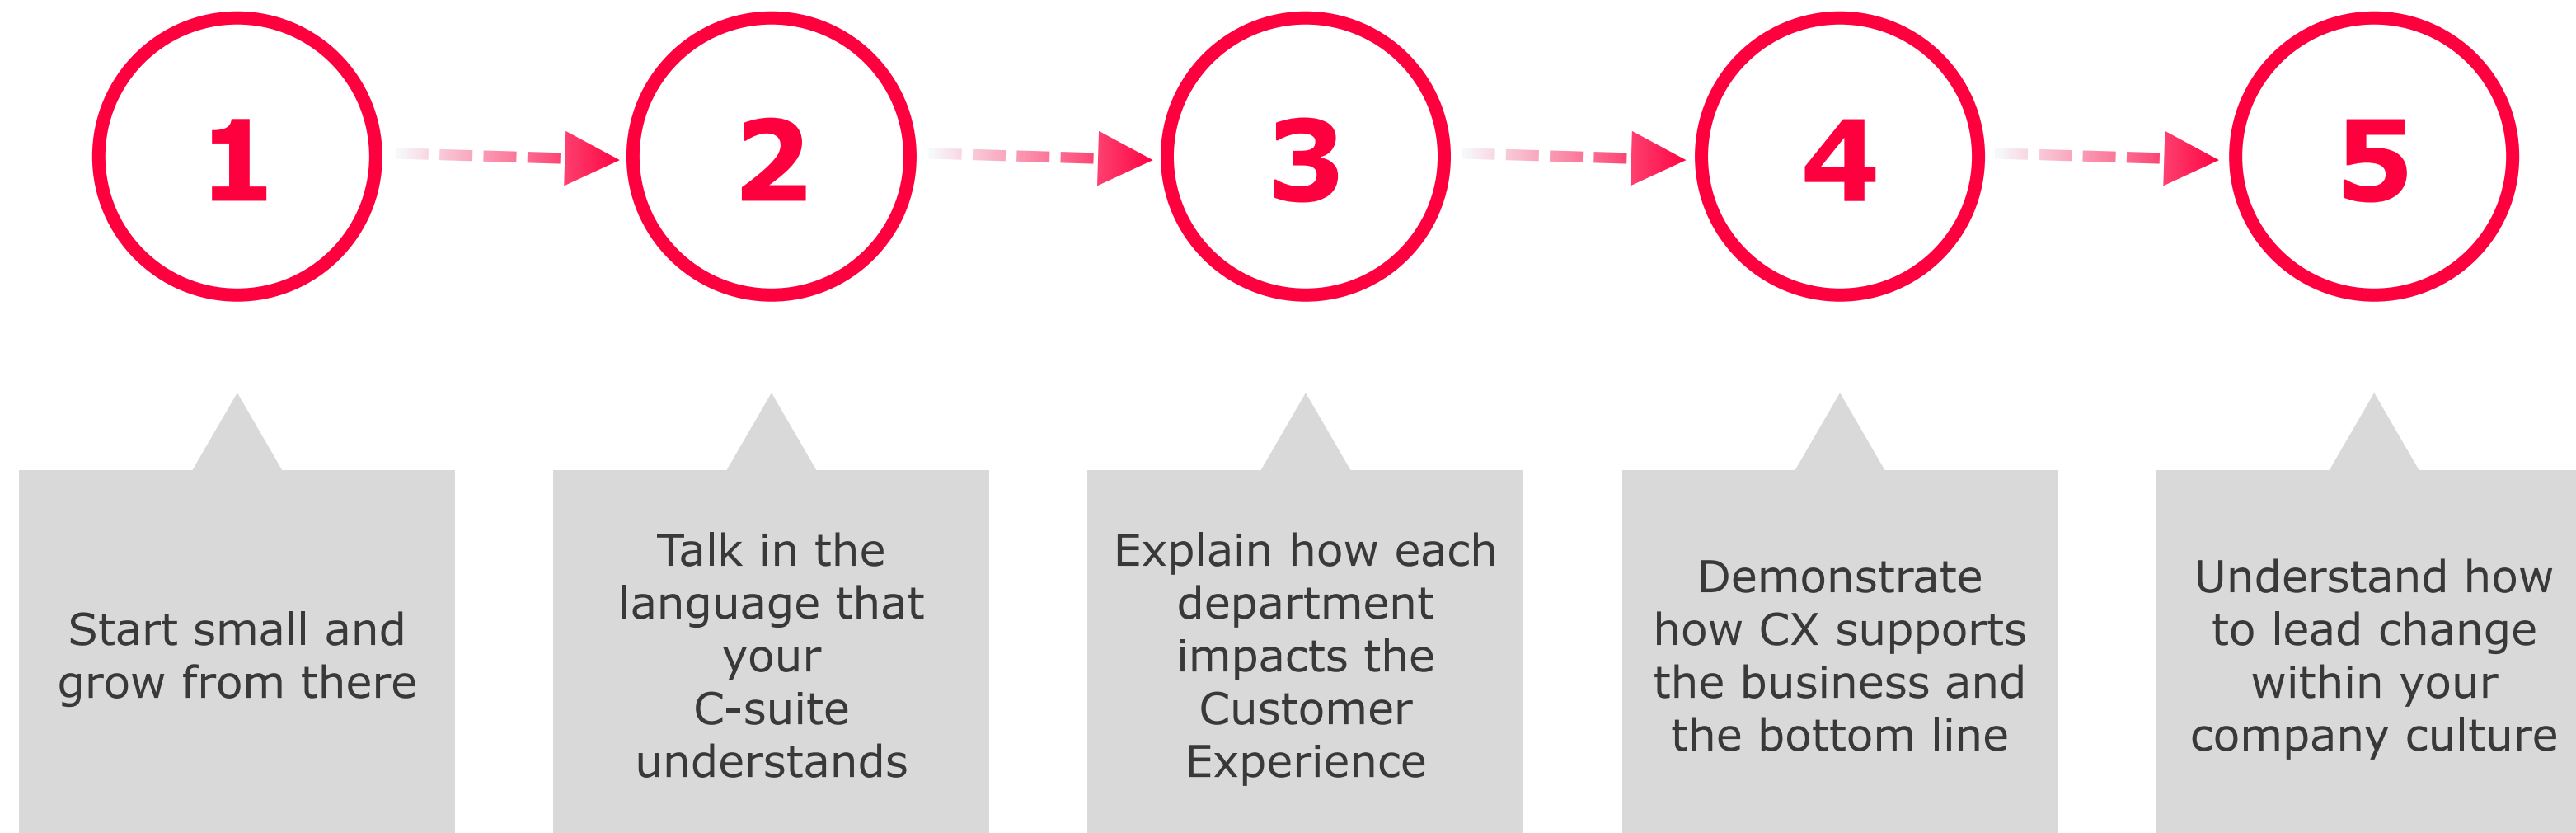 1
2
3
4
5
Start small and
grow from there
Talk in the
language that
your
C-suite
understands
Explain how each
department
impacts the
Customer
Experience
Demonstrate
how CX supports
the business and
the bottom line
Understand how
to lead change
within your
company culture